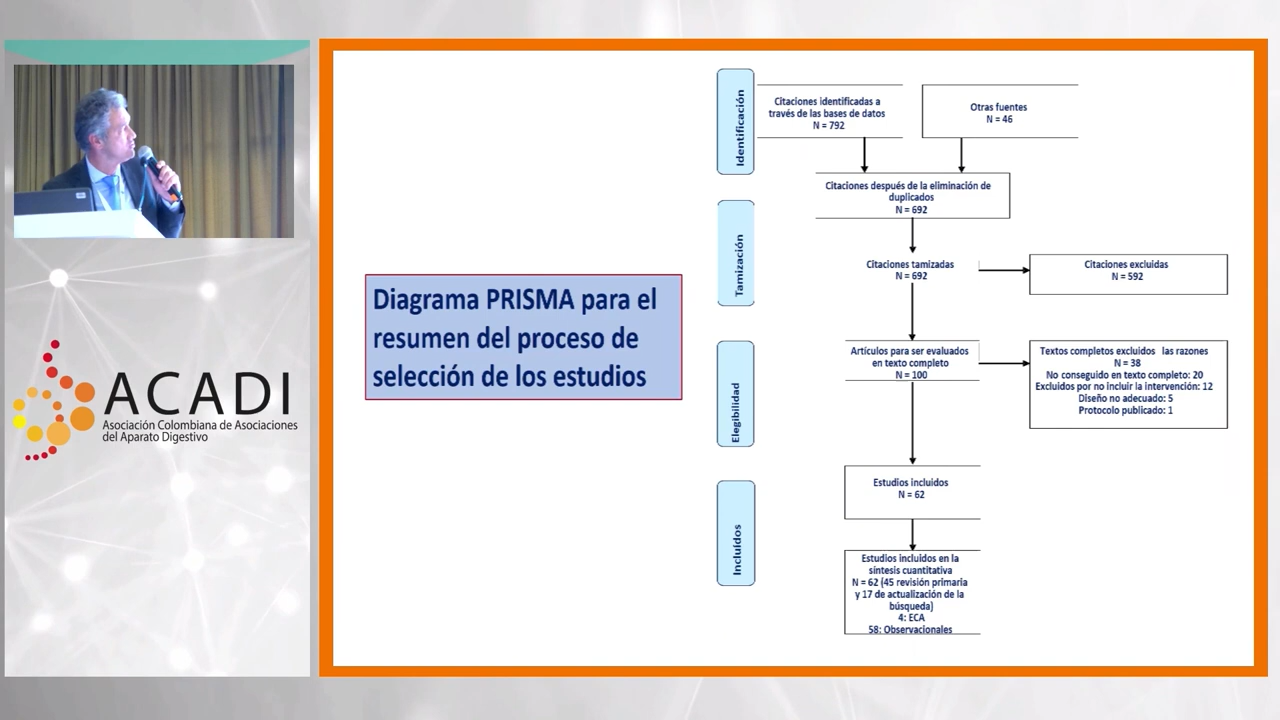 ACADI
Asociación Colombiana de Asociaciones
del Aparato Digestivo
Diagrama PRISMA para el
resumen del proceso de
selección de los estudios
Identificación
Citaciones identificadas a
través de las bases de datos
N = 792
Otras fuentes
N = 46
Citaciones después de la eliminación de
duplicados
N = 692
Tamización
Citaciones tamizadas
N = 692
Citaciones excluidas
N = 592
Elegibilidad
Artículos para ser evaluados
en texto completo
N = 100
Textos completos excluidos las razones
N = 38
No conseguido en texto completo: 20
Excluidos por no incluir la intervención: 12
Diseño no adecuado: 5
Protocolo publicado: 1
Incluídos
Estudios incluidos
N = 62
Estudios incluidos en la
síntesis cuantitativa
N = 62 (45 revisión primaria
y 17 de actualización de la
búsqueda)
4: ECA
58: Observacionales